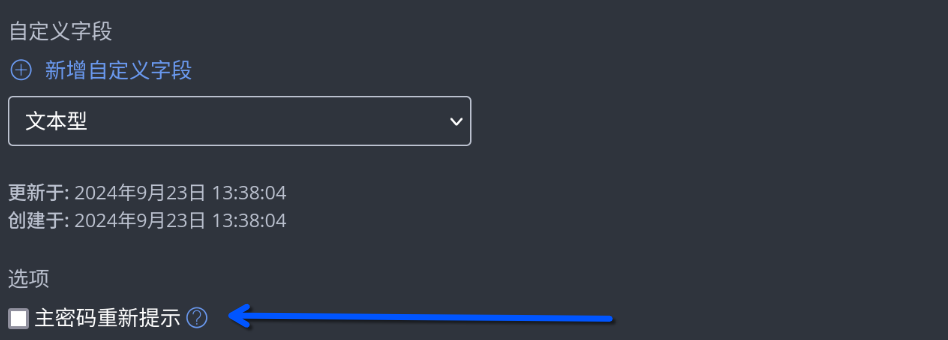 自定义字段
新增自定义字段
文本型
更新于: 2024年9月23日 13:38:04
创建于: 2024年9月23日 13:38:04
选项
主密码重新提示 ?